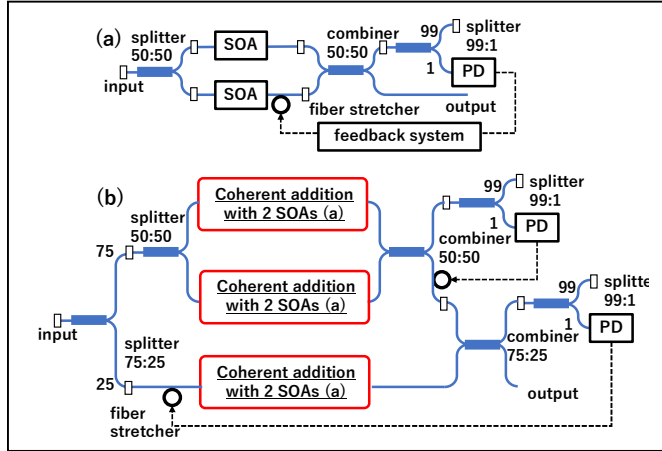 (a)
splitter
50:50
SOA
combiner
50:50
99
splitter
99:1
1
PD
input
SOA
fiber stretcher
output
feedback system
(b)
splitter
50:50
75
Coherent addition
with 2 SOAs (a)
99
splitter
99:1
1
PD
combiner
50:50
Coherent addition
with 2 SOAs (a)
99
splitter
99:1
1
PD
input
splitter
75:25
combiner
75:25
25
Coherent addition
with 2 SOAs (a)
output
fiber
stretcher